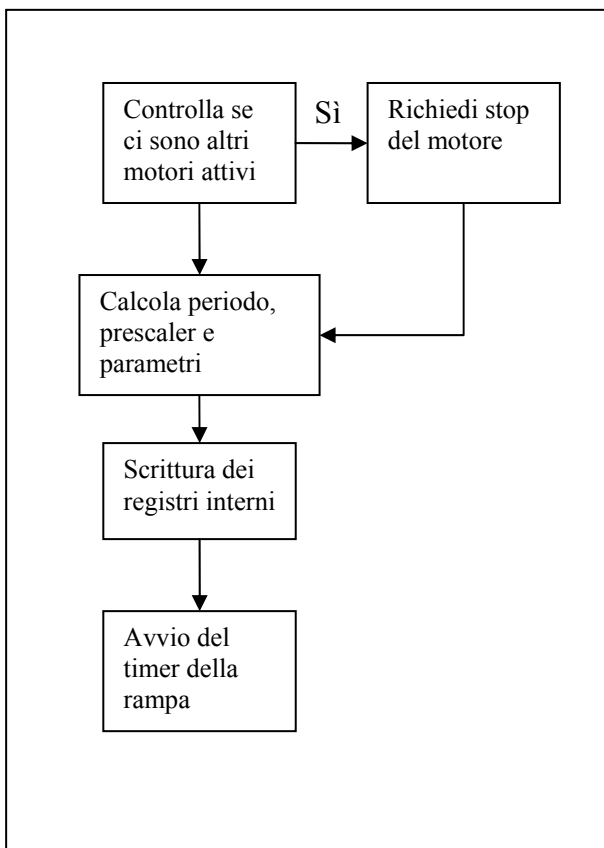 Controlla se
ci sono altri
motori attivi
Sì
Richiedi stop
del motore
Calcola periodo,
prescaler e
parametri
Scrittura dei
registri interni
Avvio del
timer della
rampa